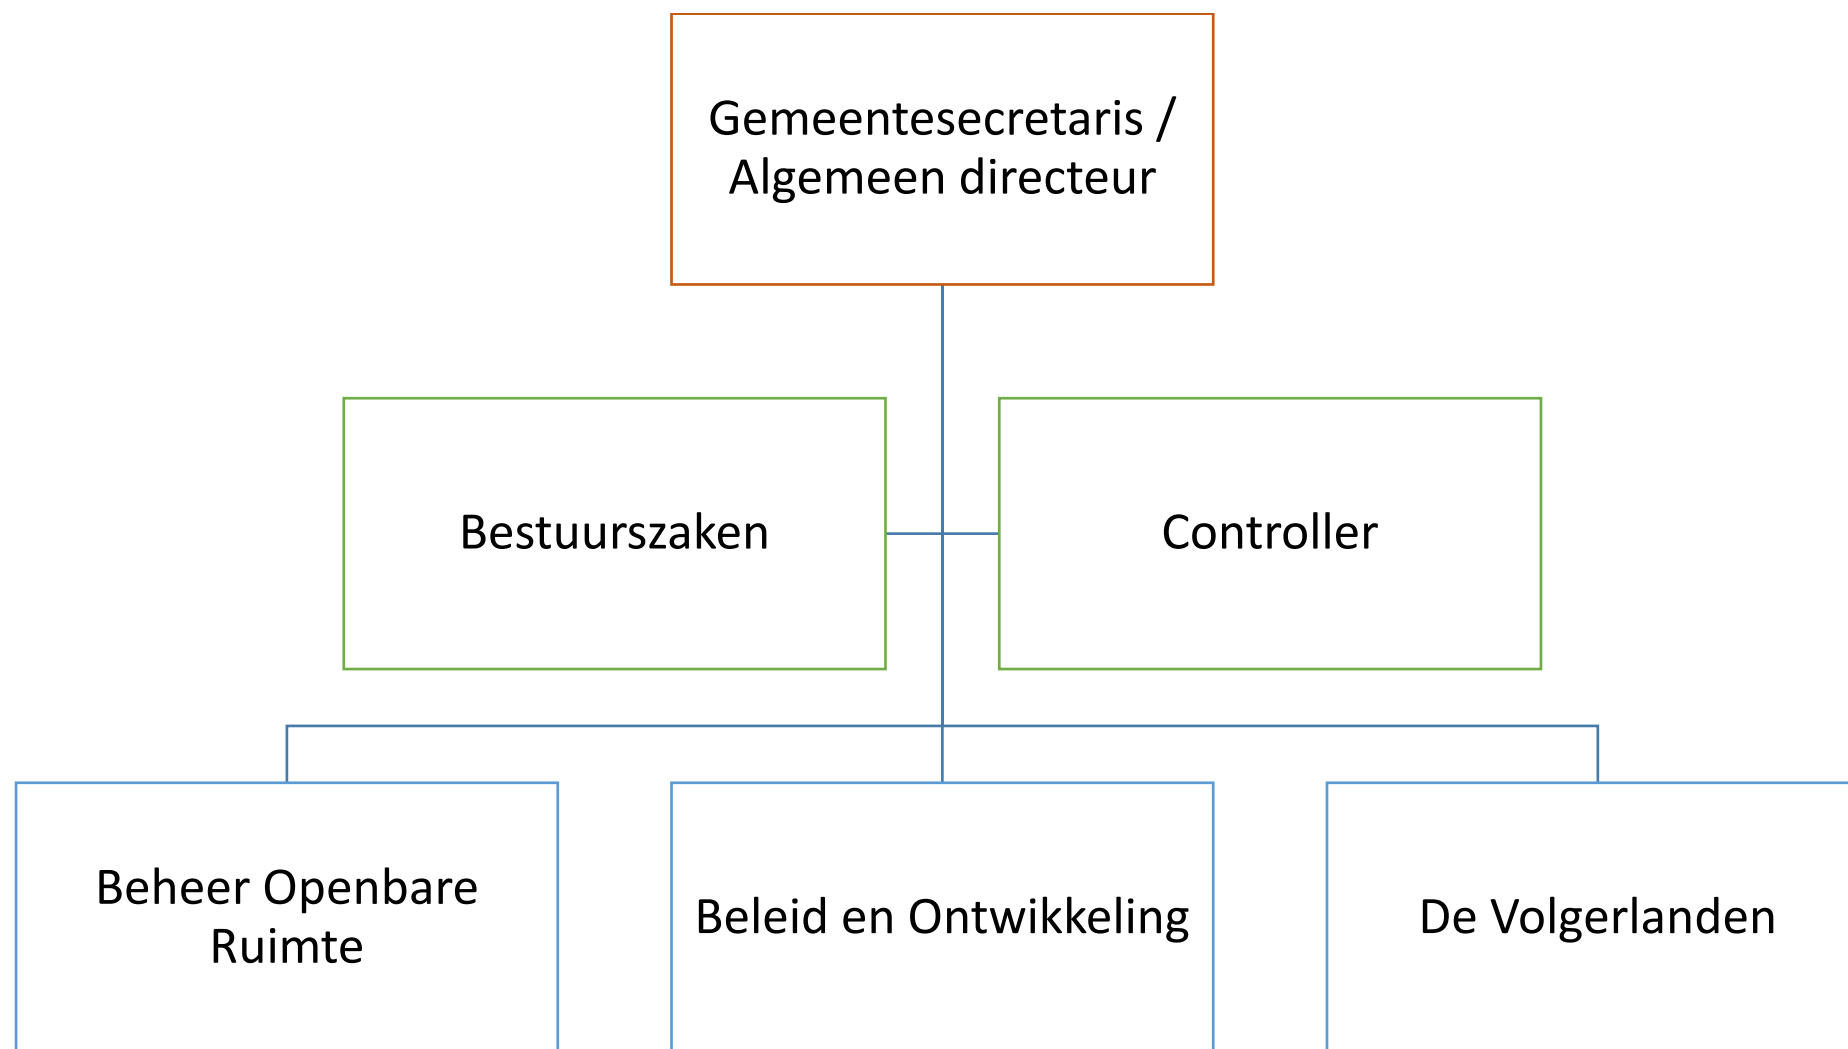 Gemeentesecretaris /
Algemeen directeur
Bestuurszaken
Controller
Beheer Openbare
Ruimte
Beleid en Ontwikkeling
De Volgerlanden